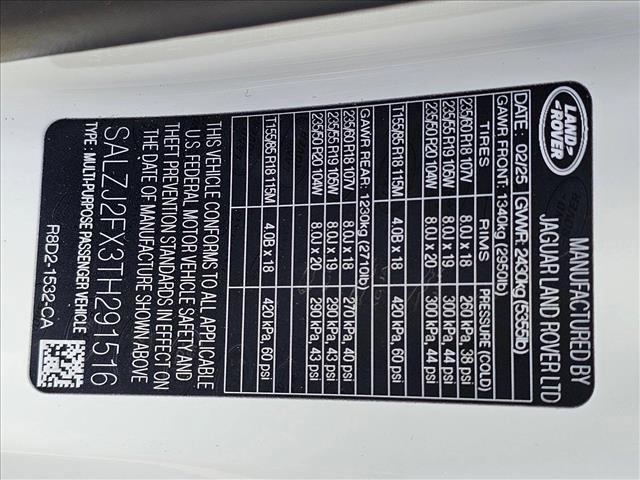 LAND-
-ROVER
MANUFACTURED BY
JAGUAR LAND ROVER LTD
DATE: 02/25 GVWR: 2430kg (5355lb)
GAWR FRONT: 1340kg (2950lb)
TIRES RIMS PRESSURE (COLD)
235/60 R18 107V 8.0J x 18 260 kPa, 38 psi
235/55 R19 105W 8.0J x 19 300 kPa, 44 psi
235/50 R20 104W 8.0J x 20 300 kPa, 44 psi
T155/85 R18 115M 4.0B x 18 420 kPa, 60 psi
GAWR REAR: 1230kg (2710lb)
235/60 R18 107V 8.0J x 18 270 kPa, 40 psi
235/55 R19 105W 8.0J x 19 290 kPa, 43 psi
235/50 R20 104W 8.0J x 20 290 kPa, 43 psi
T155/85 R18 115M 4.0B x 18 420 kPa, 60 psi
THIS VEHICLE CONFORMS TO ALL APPLICABLE
U.S. FEDERAL MOTOR VEHICLE SAFETY AND
THEFT PREVENTION STANDARDS IN EFFECT ON
THE DATE OF MANUFACTURE SHOWN ABOVE
SALZJ2FX3TH291516
TYPE: MULTI-PURPOSE PASSENGER VEHICLE
R8D2-1532-CA